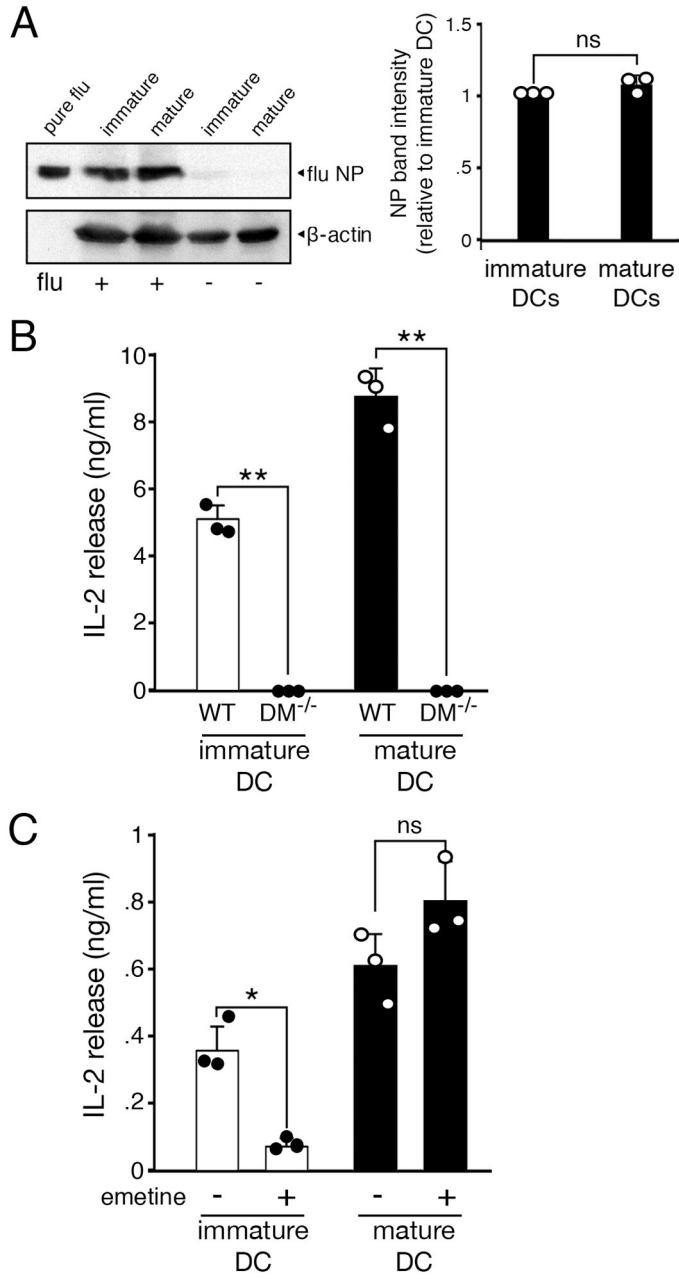 A
pure flu
immature
mature
immature
mature
flu NP
β-actin
flu + + - -
NP band intensity
(relative to immature DC)
1.5
1
.5
0
ns
immature
DCs
mature
DCs
B
IL-2 release (ng/ml)
10
8
6
4
2
0
**
**
WT DM-/- WT DM-/-
immature
DC
mature
DC
C
IL-2 release (ng/ml)
1
.8
.6
.4
.2
0
*
ns
emetine - + - +
immature
DC
mature
DC